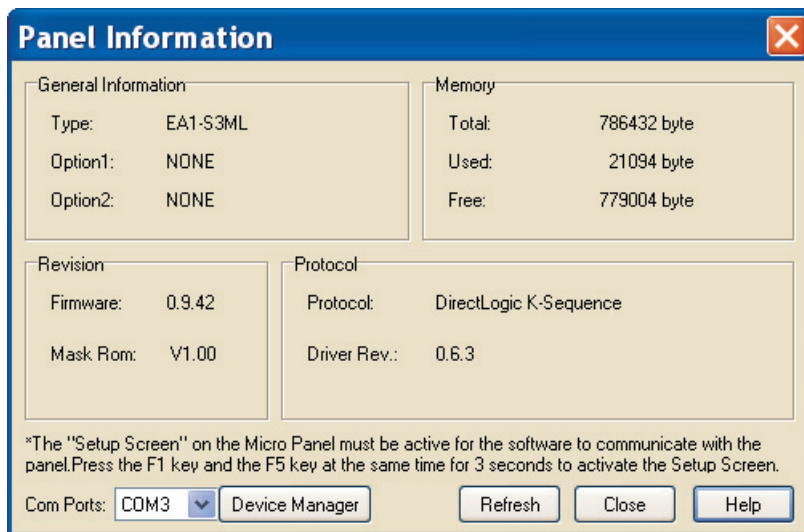 Panel Information
General Information
Type: EA1-S3ML
Option1: NONE
Option2: NONE
Memory
Total: 786432 byte
Used: 21094 byte
Free: 779004 byte
Revision
Firmware: 0.9.42
Mask Rom: V1.00
Protocol
Protocol: DirectLogic K-Sequence
Driver Rev.: 0.6.3
*The "Setup Screen" on the Micro Panel must be active for the software to communicate with the
panel.Press the F1 key and the F5 key at the same time for 3 seconds to activate the Setup Screen.
Com Ports: COM3 Device Manager Refresh Close Help